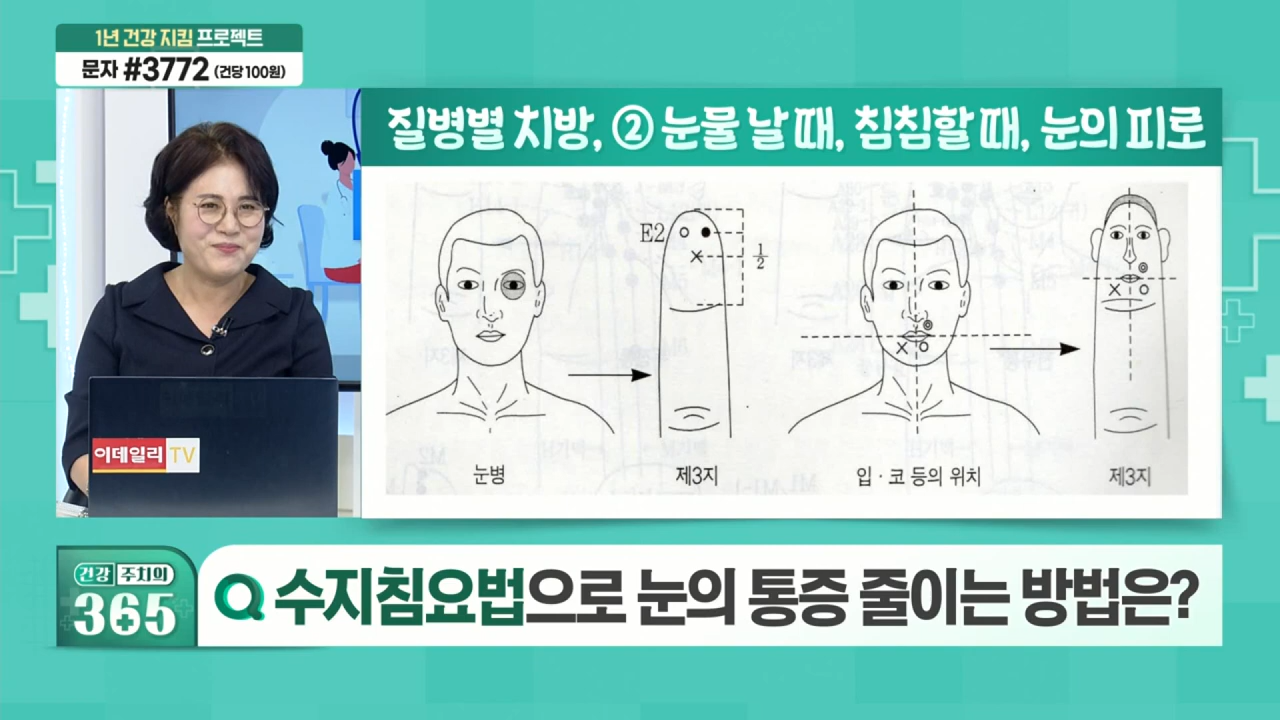 1년 건강 지킴 프로젝트
문자 #3772 (건당 100원)
질병별 치방, ② 눈물 날 때, 침침할 때, 눈의 피로
E2
1/2
눈병
제3지
입·코 등의 위치
제3지
이데일리 TV
건강 주치의
365
Q 수지침요법으로 눈의 통증 줄이는 방법은?